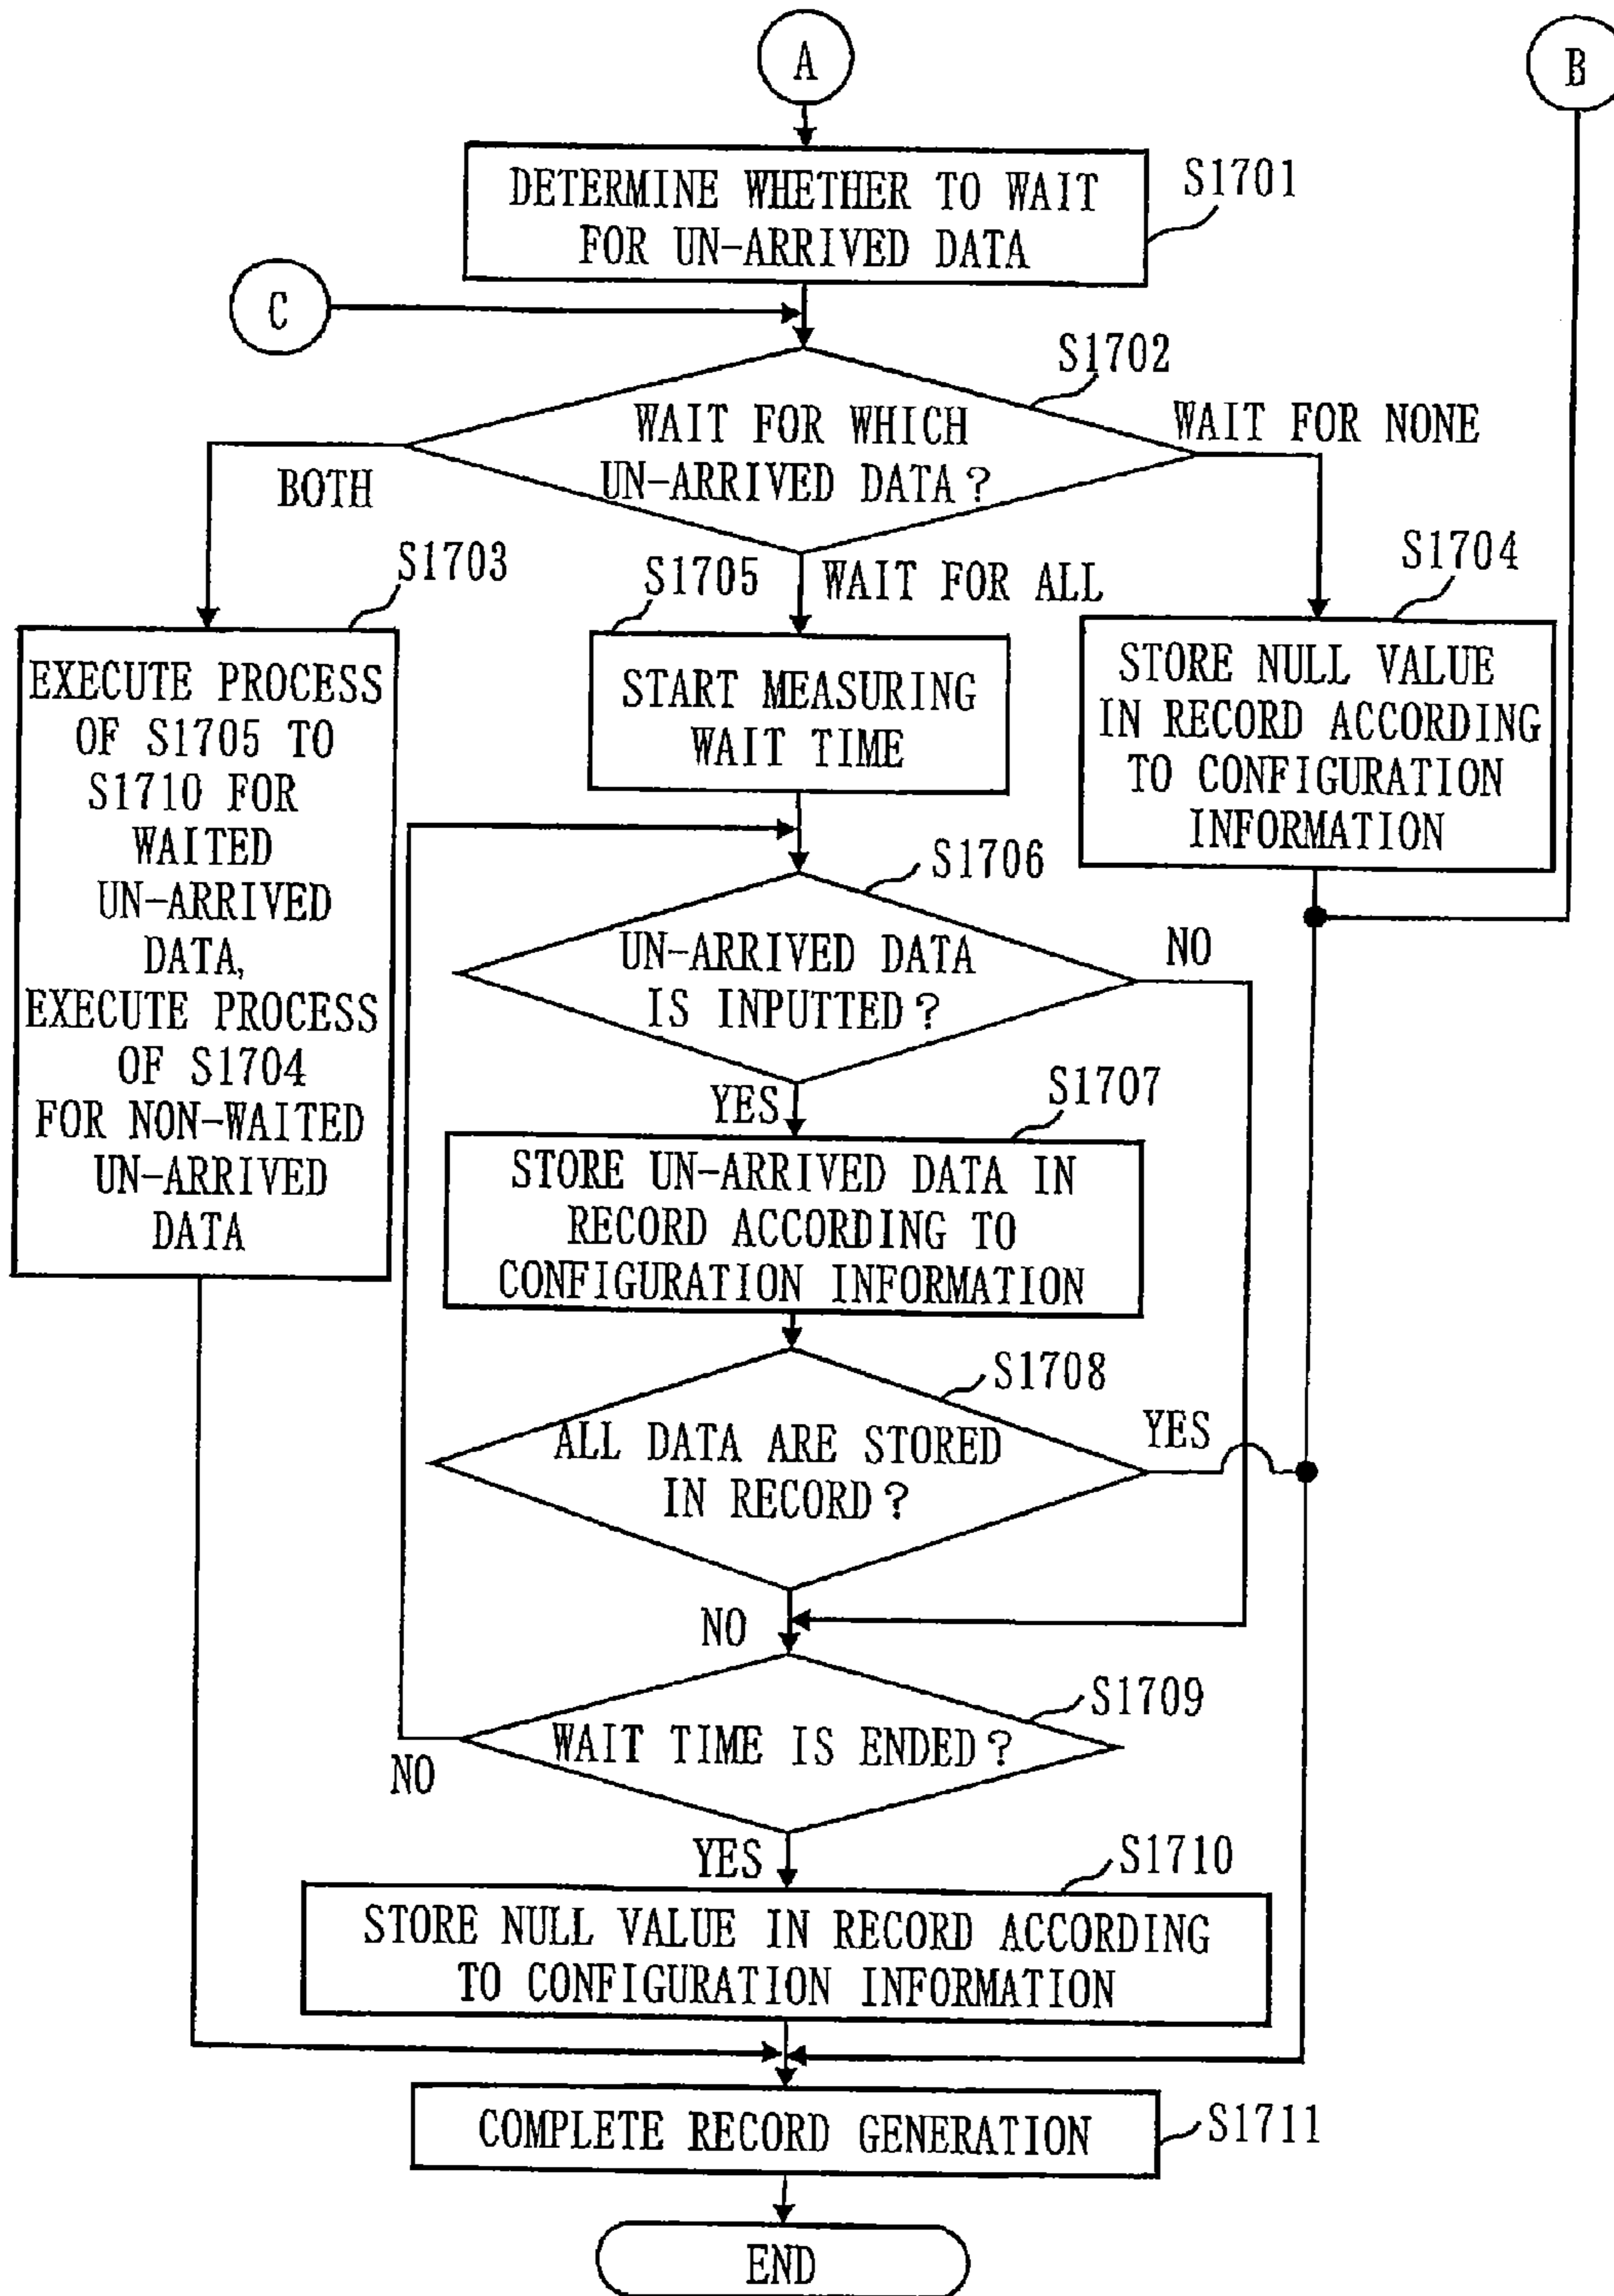 A
B
DETERMINE WHETHER TO WAIT
FOR UN-ARRIVED DATA
S1701
C
S1702
WAIT FOR WHICH
UN-ARRIVED DATA?
WAIT FOR NONE
BOTH
WAIT FOR ALL
S1703
EXECUTE PROCESS
OF S1705 TO
S1710 FOR
WAITED
UN-ARRIVED
DATA,
EXECUTE PROCESS
OF S1704
FOR NON-WAITED
UN-ARRIVED
DATA
S1705
START MEASURING
WAIT TIME
S1704
STORE NULL VALUE
IN RECORD ACCORDING
TO CONFIGURATION
INFORMATION
S1706
UN-ARRIVED DATA
IS INPUTTED?
NO
YES
S1707
STORE UN-ARRIVED DATA IN
RECORD ACCORDING TO
CONFIGURATION INFORMATION
S1708
ALL DATA ARE STORED
IN RECORD?
YES
NO
S1709
WAIT TIME IS ENDED?
NO
YES
S1710
STORE NULL VALUE IN RECORD ACCORDING
TO CONFIGURATION INFORMATION
COMPLETE RECORD GENERATION
S1711
END